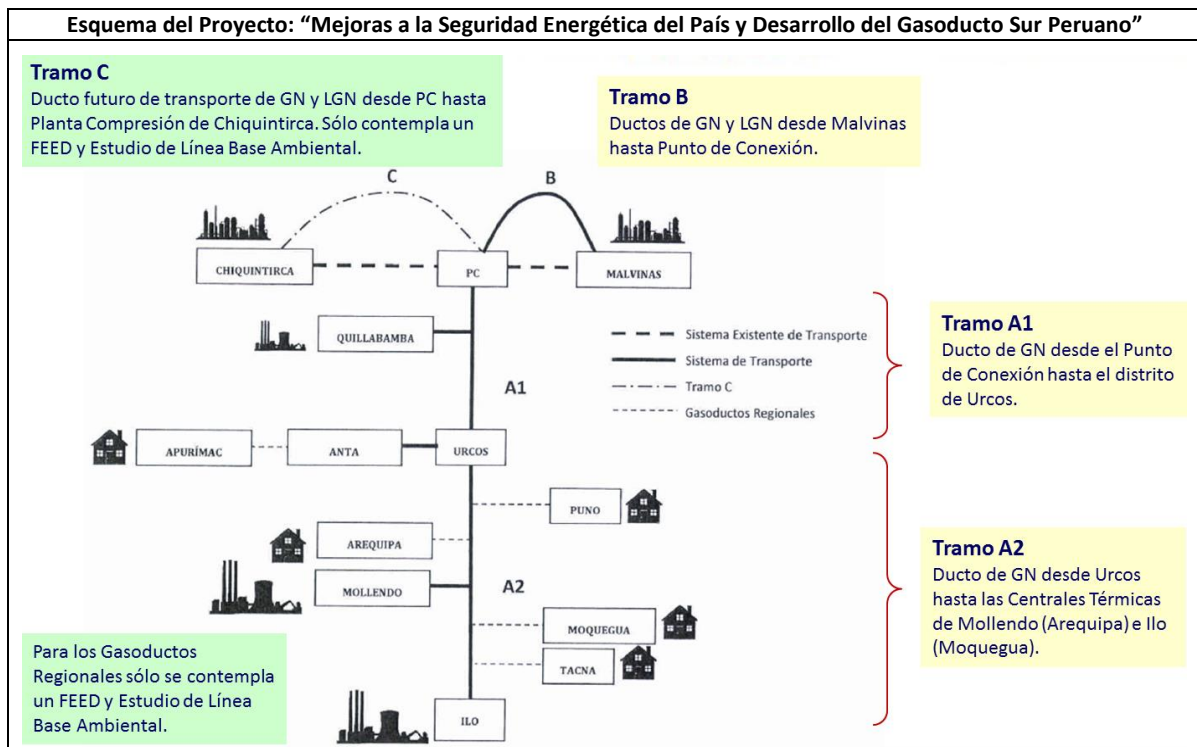 Esquema del Proyecto: “Mejoras a la Seguridad Energética del País y Desarrollo del Gasoducto Sur Peruano”
Tramo C
Ducto futuro de transporte de GN y LGN desde PC hasta
Planta Compresión de Chiquintirca. Sólo contempla un
FEED y Estudio de Línea Base Ambiental.
Tramo B
Ductos de GN y LGN desde Malvinas
hasta Punto de Conexión.
C
B
CHIQUINTIRCA
PC
MALVINAS
QUILLABAMBA
Sistema Existente de Transporte
Sistema de Transporte
Tramo C
Gasoductos Regionales
A1
Tramo A1
Ducto de GN desde el Punto
de Conexión hasta el distrito
de Urcos.
APURÍMAC
ANTA
URCOS
PUNO
AREQUIPA
MOLLENDO
A2
MOQUEGUA
TACNA
ILO
Tramo A2
Ducto de GN desde Urcos
hasta las Centrales Térmicas
de Mollendo (Arequipa) e Ilo
(Moquegua).
Para los Gasoductos
Regionales sólo se contempla
un FEED y Estudio de Línea
Base Ambiental.